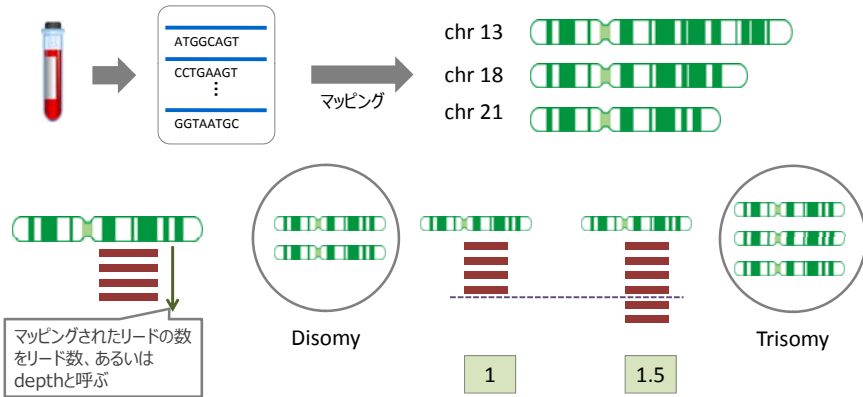 ATGGCAGT
CCTGAAGT
⋮
GGTAATGC
マッピング
chr 13
chr 18
chr 21
マッピングされたリードの数
をリード数、あるいは
depthと呼ぶ
Disomy
1
1.5
Trisomy